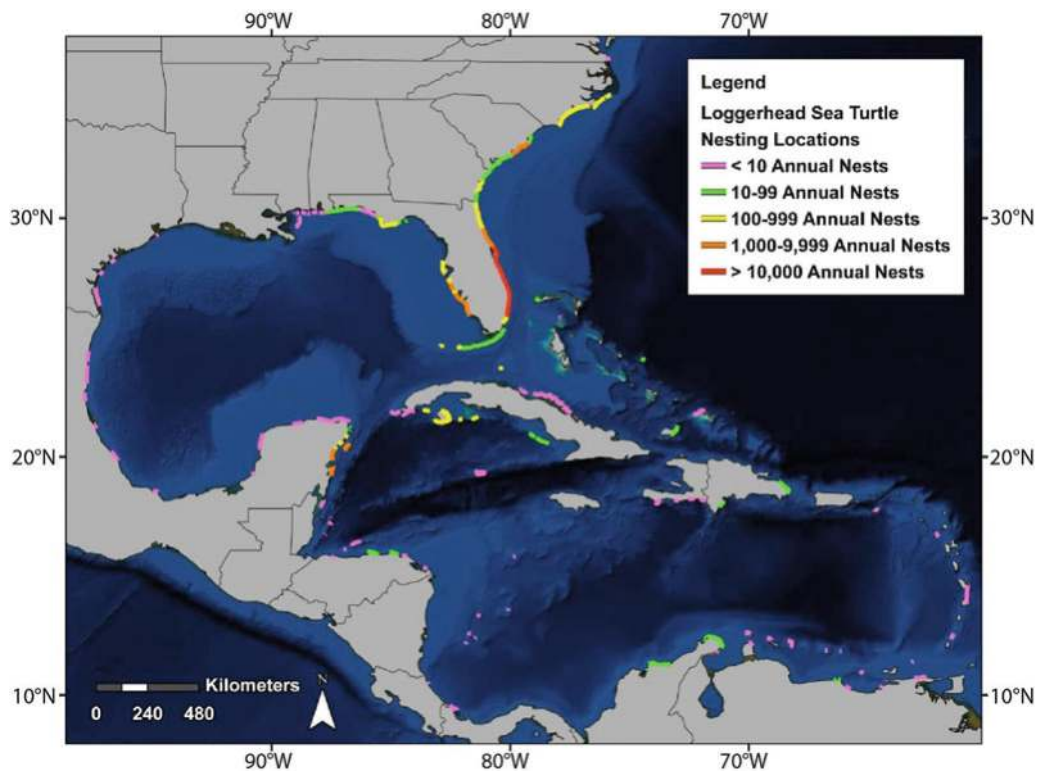 90°W 80°W 70°W
Legend
Loggerhead Sea Turtle
Nesting Locations
< 10 Annual Nests
10-99 Annual Nests
100-999 Annual Nests
1,000-9,999 Annual Nests
> 10,000 Annual Nests
30°N 30°N
20°N 20°N
Kilometers N
10°N 10°N
0 240 480
90°W 80°W 70°W